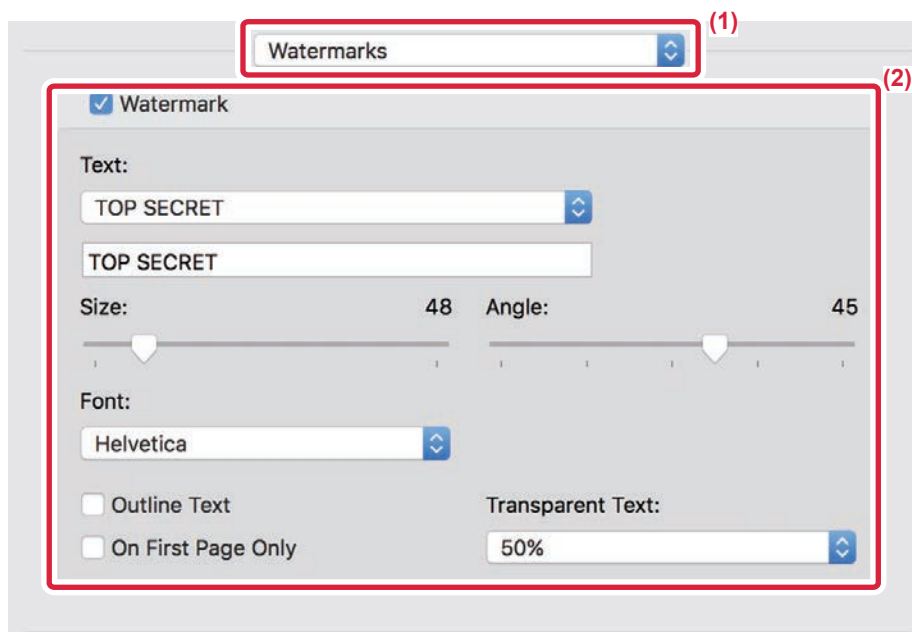 (1)
Watermarks
(2)
Watermark
Text:
TOP SECRET
TOP SECRET
Size: 48 Angle: 45
Font:
Helvetica
Outline Text Transparent Text:
On First Page Only 50%